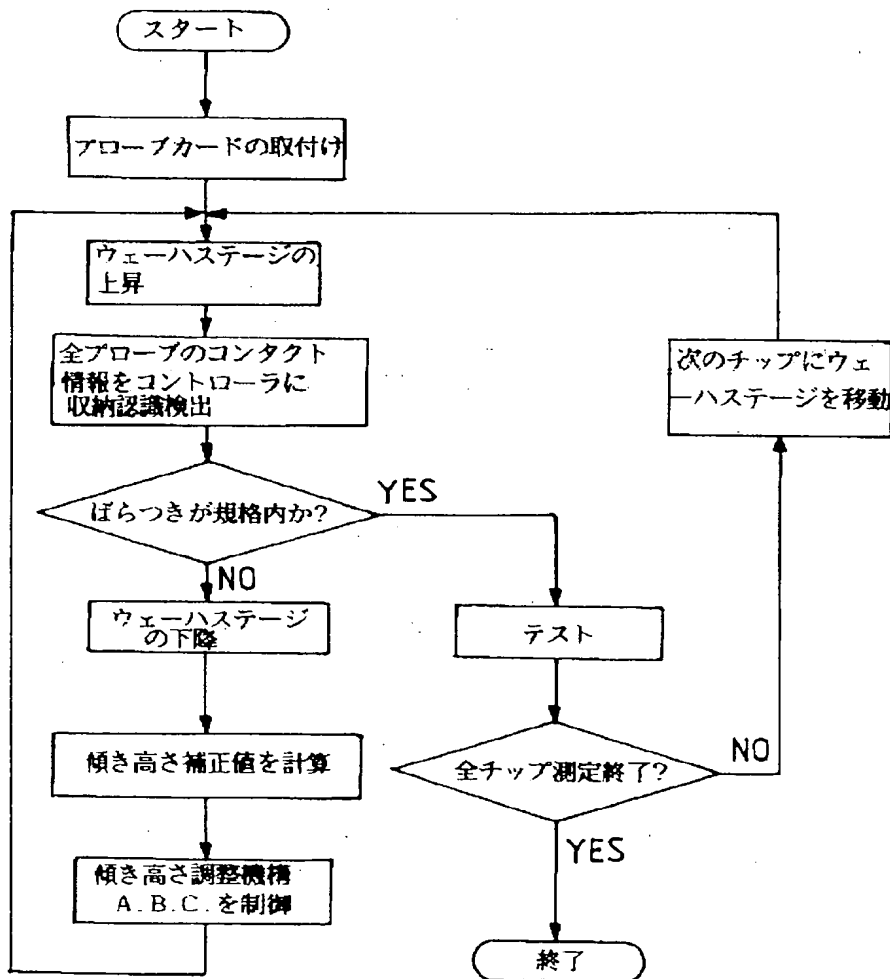 スタート
プローブカードの取付け
ウェーハステージの
上昇
全プローブのコンタクト
情報をコントローラに
収納認識検出
ばらつきが規格内か?
YES
NO
ウェーハステージ
の下降
傾き高さ補正値を計算
傾き高さ調整機構
A.B.C.を制御
テスト
全チップ測定終了?
NO
YES
次のチップにウェ
ーハステージを移動
終了